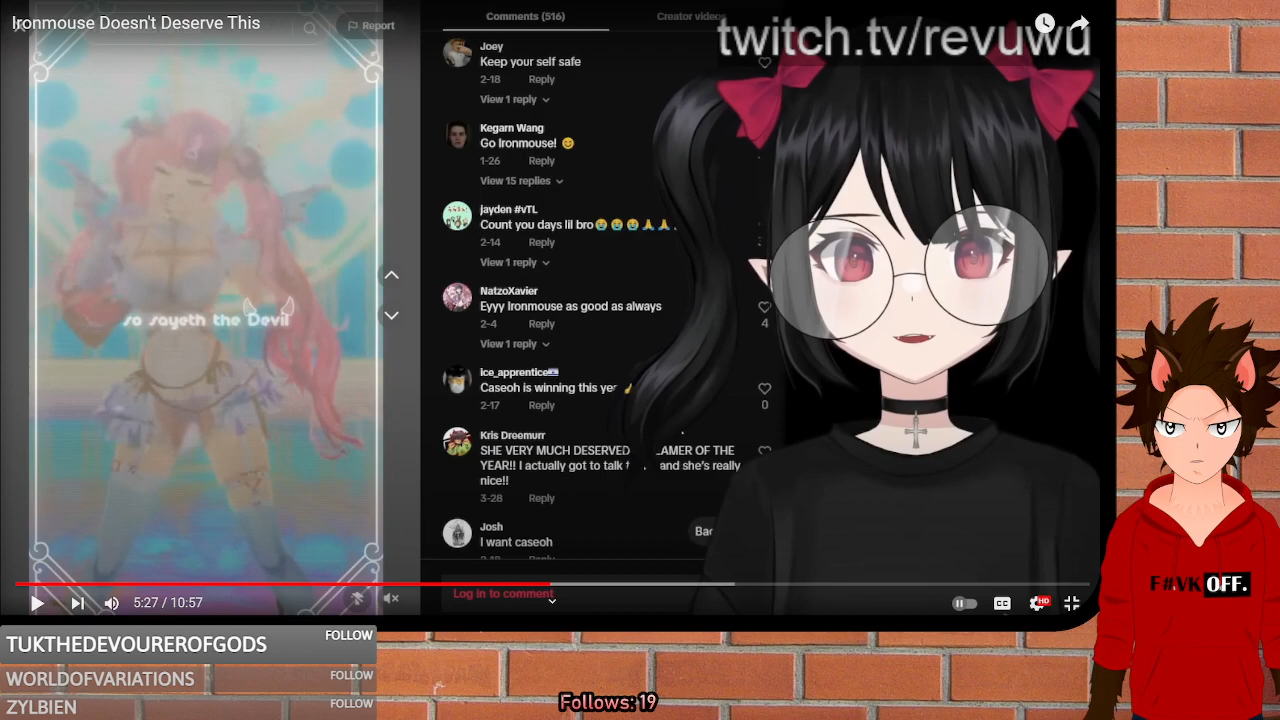 Ironmouse Doesn't Deserve This
Report
so sayeth the Devil
Comments (516)
Creator videos
twitch.tv/revuwu
Joey
Keep your self safe
2-18 Reply
View 1 reply
Kegarn Wang
Go Ironmouse! 😊
1-26 Reply
View 15 replies
jayden #vTL
Count you days lil bro😭😭😭🙏🙏
2-14 Reply
View 1 reply
NatzoXavier
Eyyy Ironmouse as good as always
2-4 Reply
View 1 reply
4
ice_apprentice🇮🇱
Caseoh is winning this
2-17 Reply
0
Kris Dreemurr
SHE VERY MUCH DESERVED OF THE
YEAR!! I actually got to talk and she's really
nice!!
3-28 Reply
Josh
I want caseoh
Reply
Log in to comment
5:27 / 10:57
CC
HD
F#VK OFF.
TUKTHEDEVOUREROFGODS FOLLOW
WORLDOFVARIATIONS FOLLOW
ZYLBIEN FOLLOW
Follows: 19